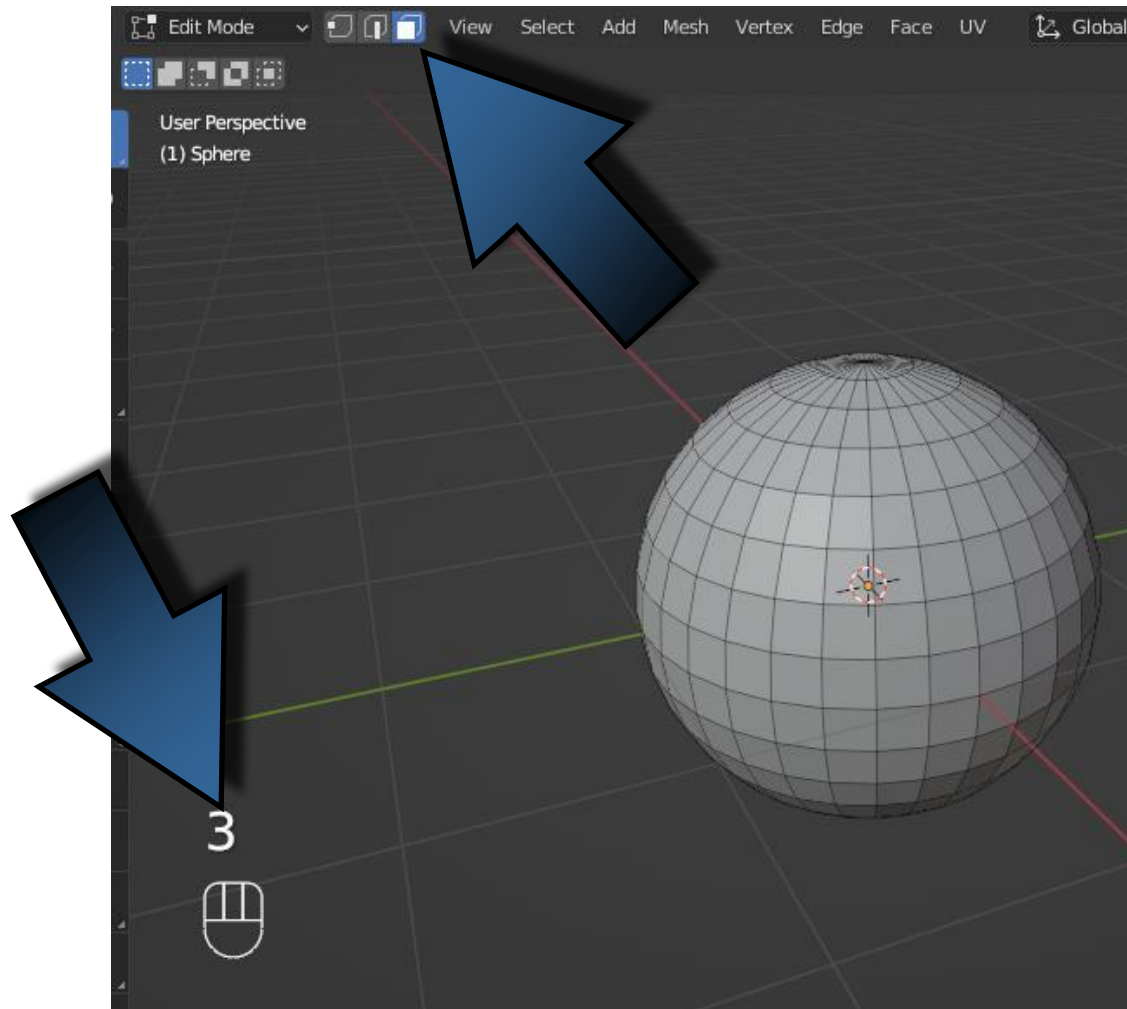 Edit Mode View Select Add Mesh Vertex Edge Face UV Global
User Perspective
(1) Sphere
3